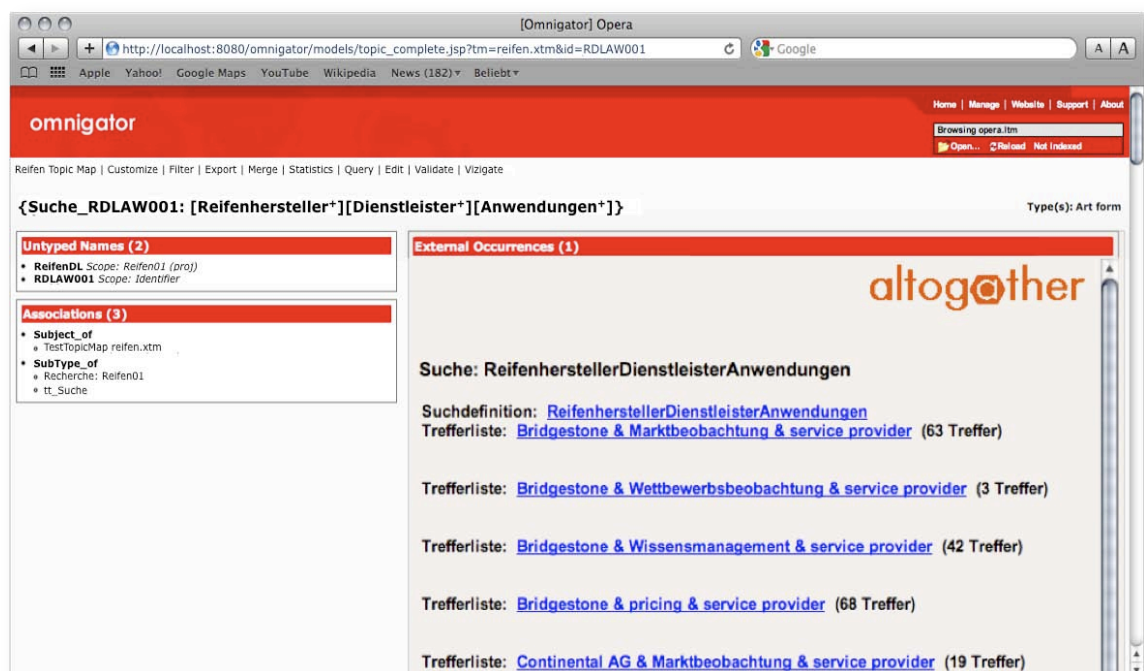 [Omnigator] Opera
http://localhost:8080/omnigator/models/topic_complete.jsp?tm=reifen.xtm&id=RDLAW001
Google
A A
Apple Yahoo! Google Maps YouTube Wikipedia News (182) Beliebt
Home | Manage | Website | Support | About
omnigator
Browsing opera.ltm
Open... Reload Not Indexed
Reifen Topic Map | Customize | Filter | Export | Merge | Statistics | Query | Edit | Validate | Vizigate
{Suche_RDLAW001: [Reifenhersteller⁺][Dienstleister⁺][Anwendungen⁺]}
Type(s): Art form
Untyped Names (2)
ReifenDL Scope: Reifen01 (proj)
RDLAW001 Scope: Identifier
Associations (3)
Subject_of
TestTopicMap reifen.xtm
SubType_of
Recherche: Reifen01
tt_Suche
External Occurrences (1)
altog@ther
Suche: ReifenherstellerDienstleisterAnwendungen
Suchdefinition: ReifenherstellerDienstleisterAnwendungen
Trefferliste: Bridgestone & Marktbeobachtung & service provider (63 Treffer)
Trefferliste: Bridgestone & Wettbewerbsbeobachtung & service provider (3 Treffer)
Trefferliste: Bridgestone & Wissensmanagement & service provider (42 Treffer)
Trefferliste: Bridgestone & pricing & service provider (68 Treffer)
Trefferliste: Continental AG & Marktbeobachtung & service provider (19 Treffer)